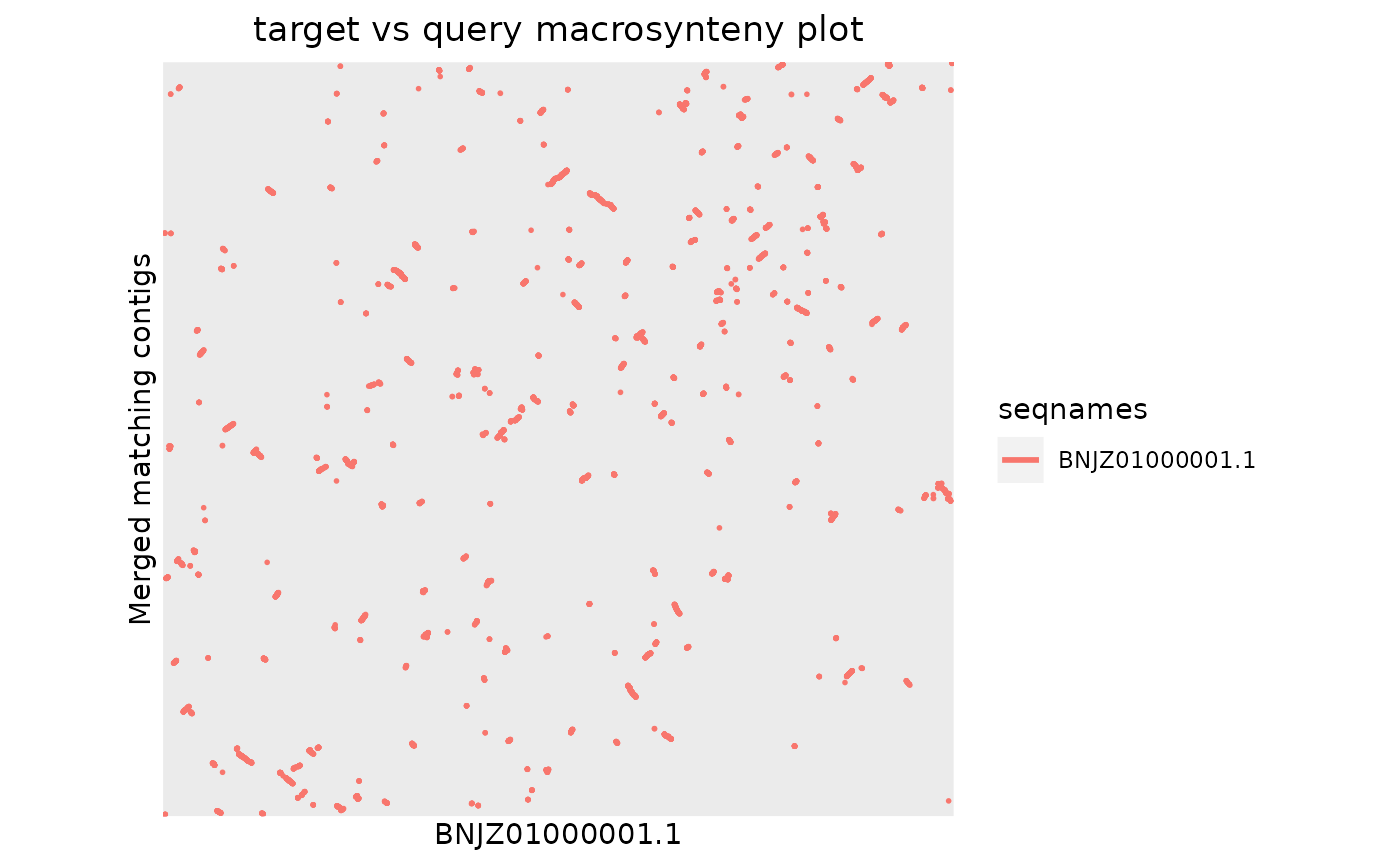 target vs query macrosynteny plot
Merged matching contigs
seqnames
BNJZ01000001.1
BNJZ01000001.1